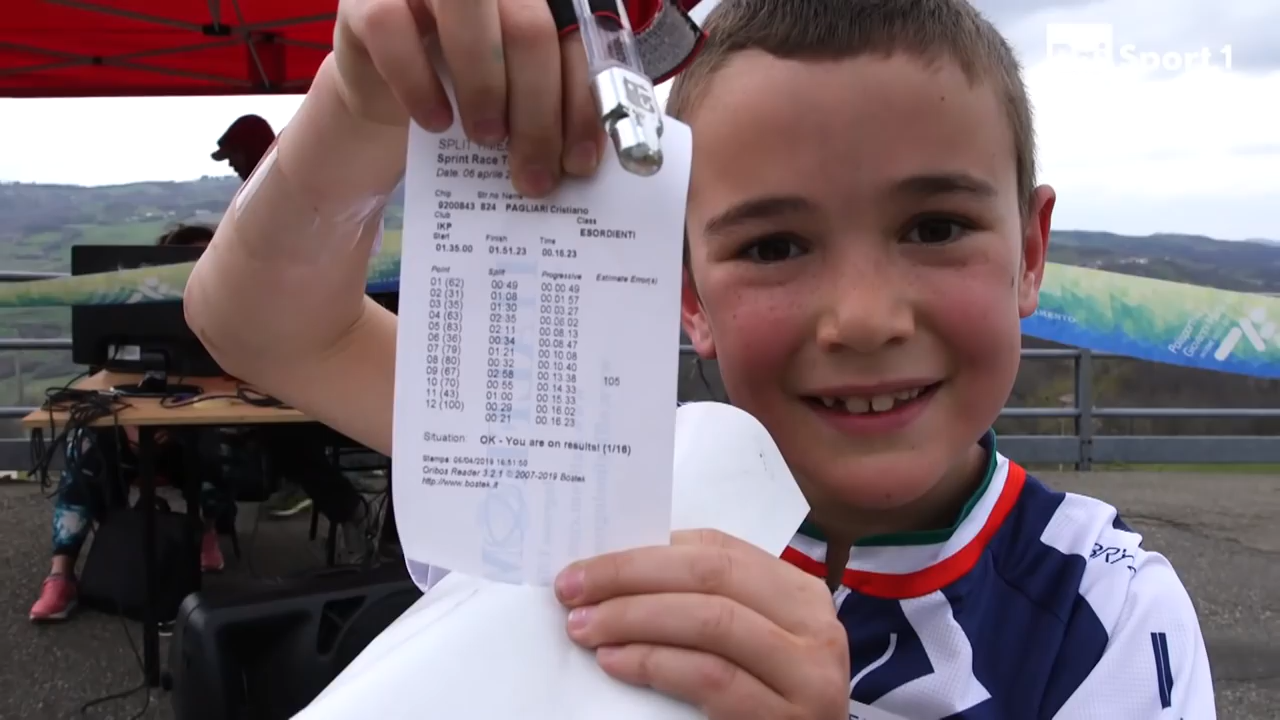 Rai Sport 1
SPLIT TIMES
Sprint Race T
Date: 06 aprile 2
Chip Str.no Name
9200843 824 PAGLIARI Cristiano
Club Class
IKP ESORDIENTI
Start Finish Time
01.35.00 01.51.23 00.16.23
Point Split Progressive Estimate Error(s)
01 (62) 00:49 00.00.49
02 (31) 01:08 00.01.57
03 (35) 01:30 00.03.27
04 (63) 02:35 00.06.02
05 (83) 02:11 00.08.13
06 (36) 00:34 00.08.47
07 (79) 01:21 00.10.08
08 (80) 00:32 00.10.40
09 (67) 02:58 00.13.38 105
10 (70) 00:55 00.14.33
11 (43) 01:00 00.15.33
12 (100) 00:29 00.16.02
00:21 00.16.23
Situation: OK - You are on results! (1/16)
Stampa: 06/04/2019 16:51:50
Oribos Reader 3.2.1 © 2007-2019 Bostek
http://www.bostek.it
AMENTO
BRY